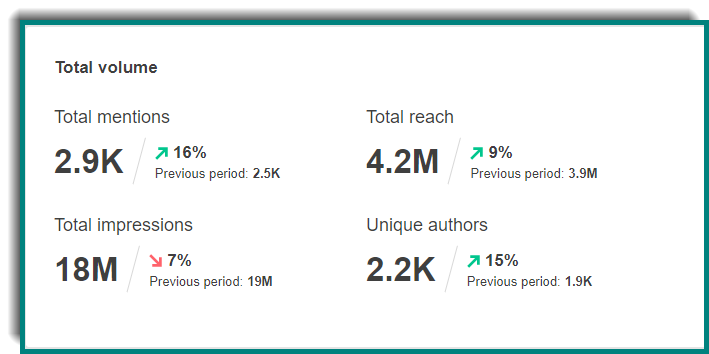 Total volume
Total mentions
2.9K
16%
Previous period: 2.5K
Total reach
4.2M
9%
Previous period: 3.9M
Total impressions
18M
7%
Previous period: 19M
Unique authors
2.2K
15%
Previous period: 1.9K